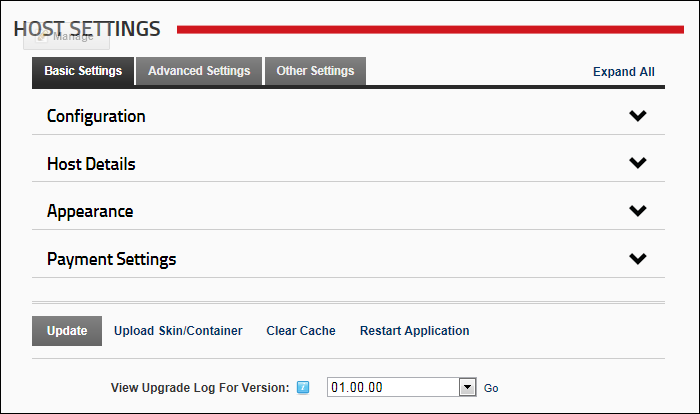 HOST SETTINGS
Manage
Basic Settings Advanced Settings Other Settings Expand All
Configuration
Host Details
Appearance
Payment Settings
Update Upload Skin/Container Clear Cache Restart Application
View Upgrade Log For Version: 01.00.00 Go